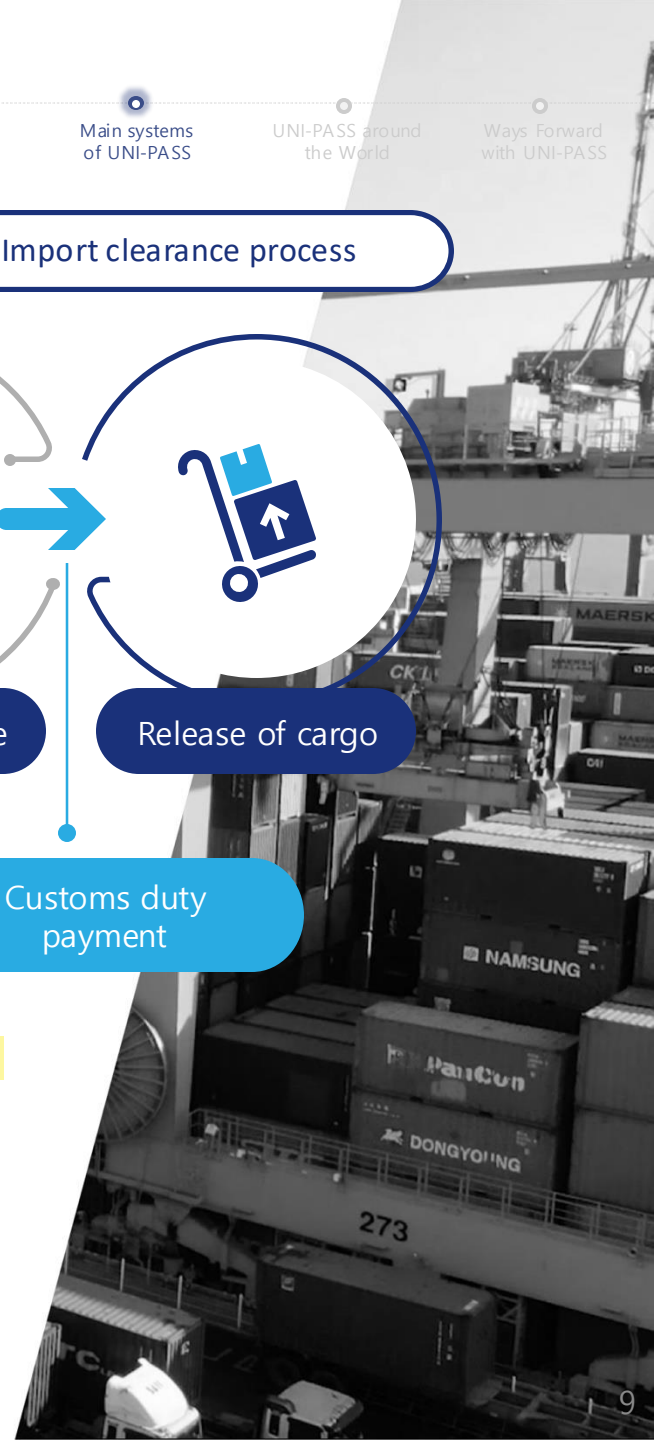 Main systems
of UNI-PASS
UNI-PASS around
the World
Ways Forward
with UNI-PASS
Import clearance process
MAERSK
CK
e
Release of cargo
Customs duty
payment
NAMSUNG
PanCon
DONGYOUNG
273
9